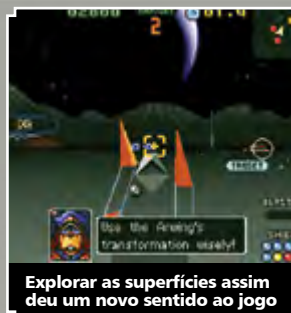 01.4
2
TARGET
Use the Arwing's
transformation wisely!
Explorar as superfícies assim
deu um novo sentido ao jogo